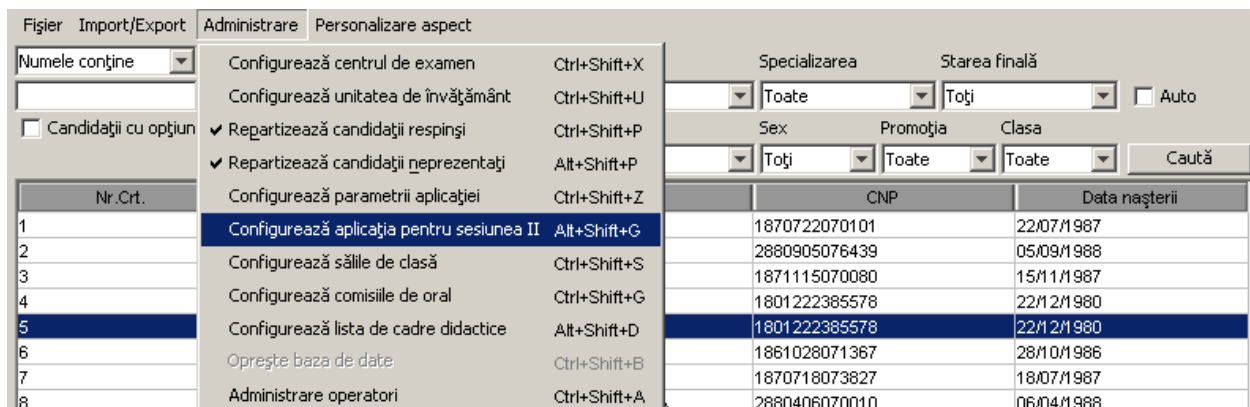 Fişier Import/Export Administrare Personalizare aspect
Numele conţine Configurează centrul de examen Ctrl+Shift+X Specializarea Starea finală
Configurează unitatea de învăţământ Ctrl+Shift+U Toate Toţi Auto
Candidaţii cu opţiun Repartizează candidaţii respinşi Ctrl+Shift+P Sex Promoţia Clasa
Repartizează candidaţii neprezentaţi Alt+Shift+P Toţi Toate Toate Caută
Nr.Crt. Configurează parametrii aplicaţiei Ctrl+Shift+Z CNP Data naşterii
1 Configurează aplicaţia pentru sesiunea II Alt+Shift+G 1870722070101 22/07/1987
2 2880905076439 05/09/1988
3 Configurează sălile de clasă Ctrl+Shift+S 1871115070080 15/11/1987
4 Configurează comisiile de oral Ctrl+Shift+G 1801222385578 22/12/1980
5 Configurează lista de cadre didactice Alt+Shift+D 1801222385578 22/12/1980
6 Opreşte baza de date Ctrl+Shift+B 1861028071367 28/10/1986
7 1870718073827 18/07/1987
8 Administrare operatori Ctrl+Shift+A 2880406070010 06/04/1988